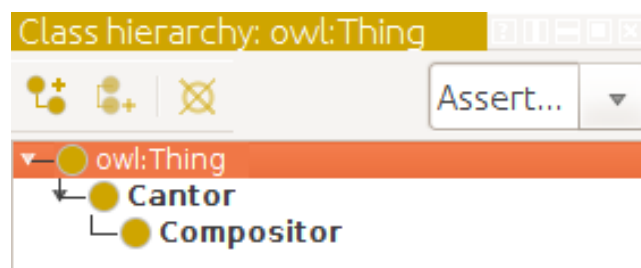 Class hierarchy: owl:Thing
Assert...
owl:Thing
Cantor
Compositor